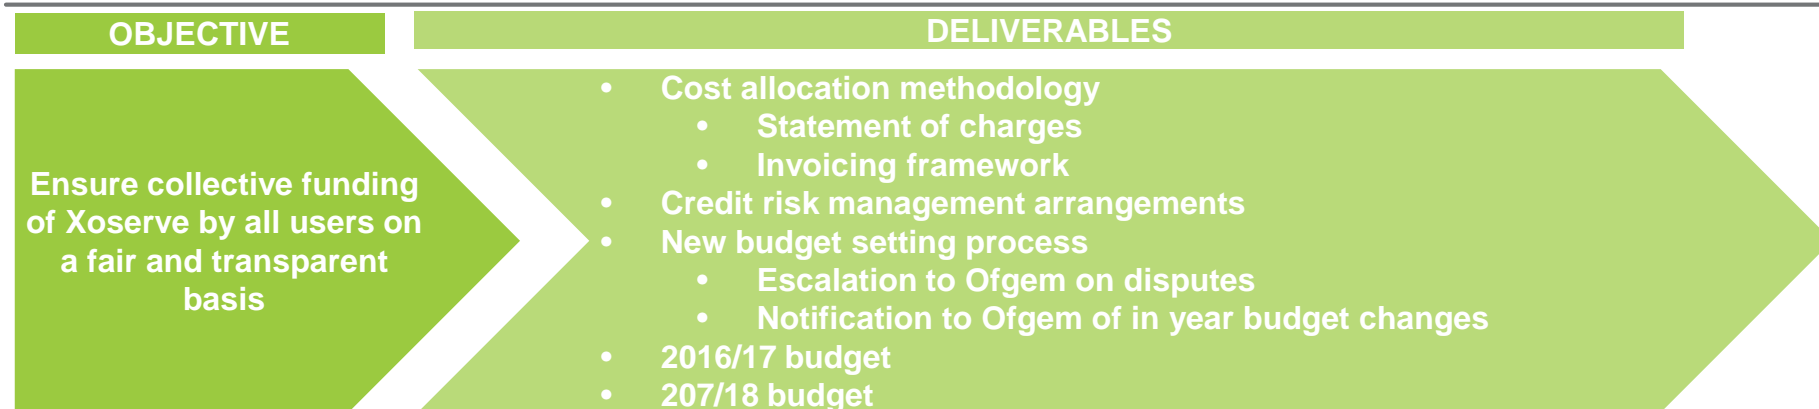 OBJECTIVE
DELIVERABLES
Ensure collective funding
of Xoserve by all users on
a fair and transparent
basis
• Cost allocation methodology
• Statement of charges
• Invoicing framework
• Credit risk management arrangements
• New budget setting process
• Escalation to Ofgem on disputes
• Notification to Ofgem of in year budget changes
• 2016/17 budget
• 207/18 budget